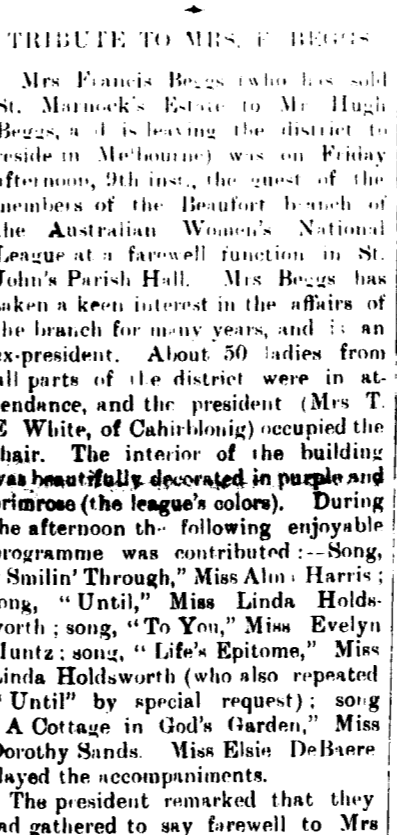 TRIBUTE TO MRS. F BEGGS
Mrs Francis Beggs (who has sold
St. Marnock's Estate to Mr Hugh
Beggs, and is leaving the district to
reside in Melbourne) was on Friday
afternoon, 9th inst., the guest of the
members of the Beaufort branch of
the Australian Women's National
League at a farewell function in St.
John's Parish Hall. Mrs Beggs has
taken a keen interest in the affairs of
the branch for many years, and is an
ex-president. About 50 ladies from
all parts of the district were in at-
tendance, and the president (Mrs T.
E White, of Cahirblonig) occupied the
chair. The interior of the building
was beautifully decorated in purple and
primrose (the league's colors). During
the afternoon the following enjoyable
programme was contributed:--Song,
"Smilin' Through," Miss Alma Harris;
song, "Until," Miss Linda Holds-
worth; song, "To You," Miss Evelyn
Muntz; song, "Life's Epitome," Miss
Linda Holdsworth (who also repeated
"Until" by special request); song
"A Cottage in God's Garden," Miss
Dorothy Sands. Miss Elsie DeBaere
played the accompaniments.
The president remarked that they
had gathered to say farewell to Mrs